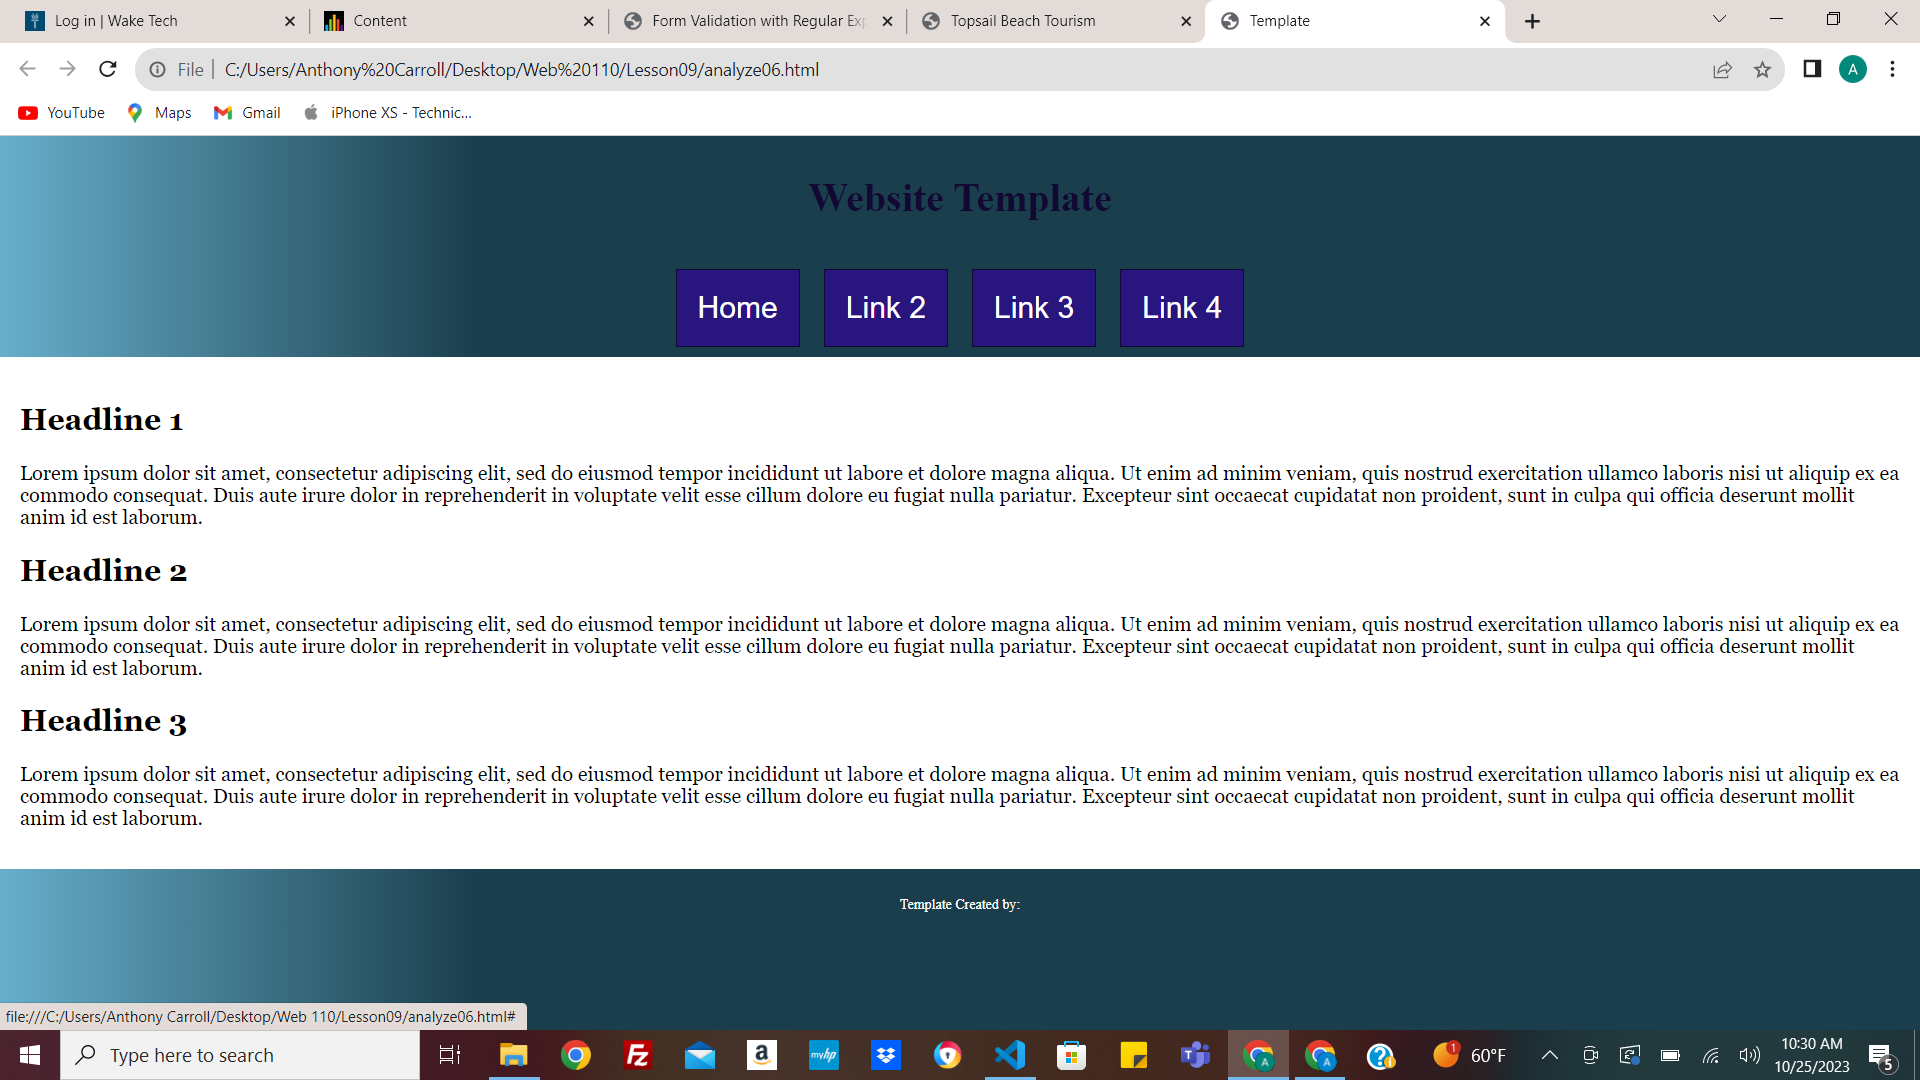 Log in | Wake Tech
Content
Form Validation with Regular Exp
Topsail Beach Tourism
Template
File
C:/Users/Anthony%20Carroll/Desktop/Web%20110/Lesson09/analyze06.html
A
YouTube
Maps
Gmail
iPhone XS - Technic...
Website Template
Home
Link 2
Link 3
Link 4
Headline 1
Lorem ipsum dolor sit amet, consectetur adipiscing elit, sed do eiusmod tempor incididunt ut labore et dolore magna aliqua. Ut enim ad minim veniam, quis nostrud exercitation ullamco laboris nisi ut aliquip ex ea
commodo consequat. Duis aute irure dolor in reprehenderit in voluptate velit esse cillum dolore eu fugiat nulla pariatur. Excepteur sint occaecat cupidatat non proident, sunt in culpa qui officia deserunt mollit
anim id est laborum.
Headline 2
Lorem ipsum dolor sit amet, consectetur adipiscing elit, sed do eiusmod tempor incididunt ut labore et dolore magna aliqua. Ut enim ad minim veniam, quis nostrud exercitation ullamco laboris nisi ut aliquip ex ea
commodo consequat. Duis aute irure dolor in reprehenderit in voluptate velit esse cillum dolore eu fugiat nulla pariatur. Excepteur sint occaecat cupidatat non proident, sunt in culpa qui officia deserunt mollit
anim id est laborum.
Headline 3
Lorem ipsum dolor sit amet, consectetur adipiscing elit, sed do eiusmod tempor incididunt ut labore et dolore magna aliqua. Ut enim ad minim veniam, quis nostrud exercitation ullamco laboris nisi ut aliquip ex ea
commodo consequat. Duis aute irure dolor in reprehenderit in voluptate velit esse cillum dolore eu fugiat nulla pariatur. Excepteur sint occaecat cupidatat non proident, sunt in culpa qui officia deserunt mollit
anim id est laborum.
Template Created by:
file:///C:/Users/Anthony Carroll/Desktop/Web 110/Lesson09/analyze06.html#
Type here to search
Fz
a
myhp
T
A
A
?
1
60°F
10:30 AM
10/25/2023
5